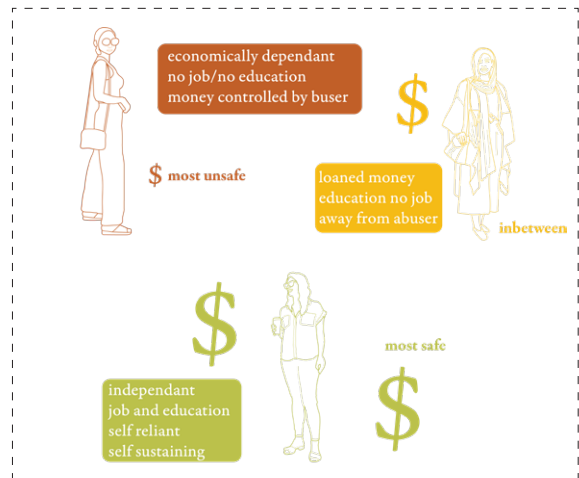 economically dependant
no job/no education
money controlled by buser
$
$ most unsafe
loaned money
education no job
away from abuser
inbetween
$
most safe
$
independant
job and education
self reliant
self sustaining